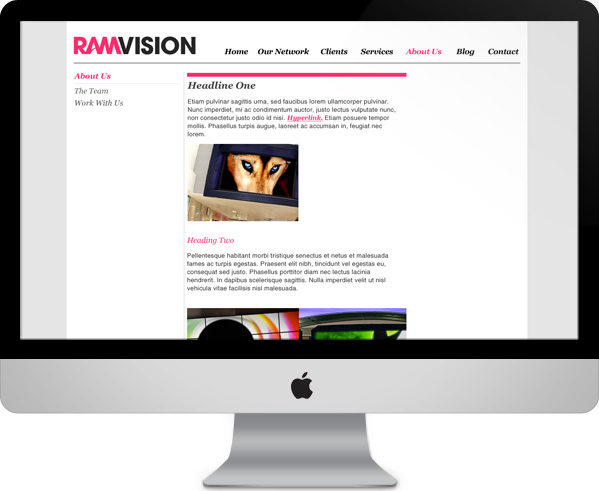 RAMVISION
Home Our Network Clients Services About Us Blog Contact
About Us
The Team
Work With Us
Headline One
Etiam pulvinar sagittis urna, sed faucibus lorem ullamcorper pulvinar.
Nunc imperdiet, mi ac condimentum auctor, justo lectus vulputate nunc,
non consectetur justo odio id nisi. Hyperlink. Etiam posuere tempor
mollis. Phasellus turpis augue, laoreet ac accumsan in, feugiat nec
lorem.
Heading Two
Pellentesque habitant morbi tristique senectus et netus et malesuada
fames ac turpis egestas. Praesent elit nibh, tincidunt vel egestas eu,
consequat sed justo. Phasellus porttitor diam nec lectus lacinia
hendrerit. In dapibus scelerisque sagittis. Nulla imperdiet velit ut nisl
vehicula vitae facilisis nisl malesuada.